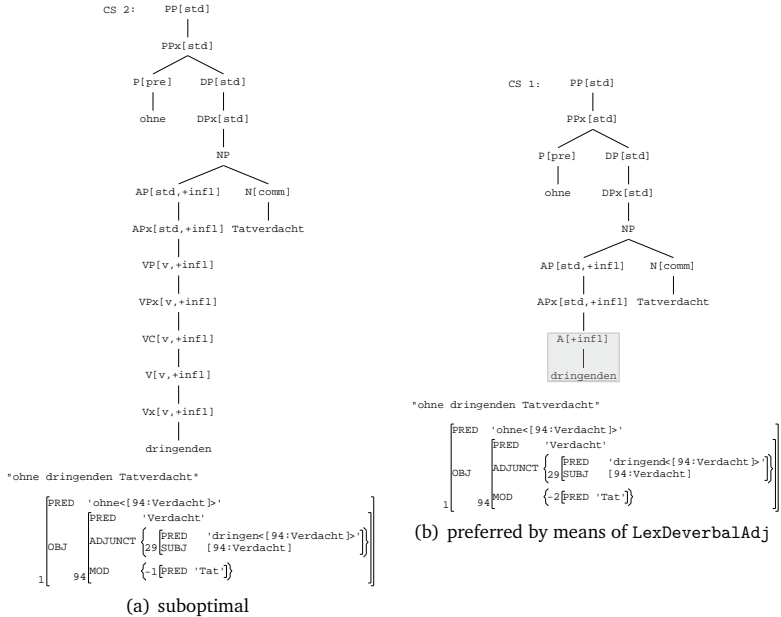 CS 2: PP[std]
PPx[std]
P[pre] DP[std]
ohne DPx[std]
NP
AP[std,+infl] N[comm]
APx[std,+infl] Tatverdacht
VP[v,+infl]
VPx[v,+infl]
VC[v,+infl]
V[v,+infl]
Vx[v,+infl]
dringenden
"ohne dringenden Tatverdacht"
PRED 'ohne<[94:Verdacht]>'
PRED 'Verdacht'
PRED 'dringen<[94:Verdacht]>'
OBJ ADJUNCT 29 SUBJ [94:Verdacht]
1 94 MOD {-1[PRED 'Tat']}
(a) suboptimal
CS 1: PP[std]
PPx[std]
P[pre] DP[std]
ohne DPx[std]
NP
AP[std,+infl] N[comm]
APx[std,+infl] Tatverdacht
A[+infl]
dringenden
"ohne dringenden Tatverdacht"
PRED 'ohne<[94:Verdacht]>'
PRED 'Verdacht'
PRED 'dringend<[94:Verdacht]>'
OBJ ADJUNCT 29 SUBJ [94:Verdacht]
1 94 MOD {-2[PRED 'Tat']}
(b) preferred by means of LexDeverbalAdj